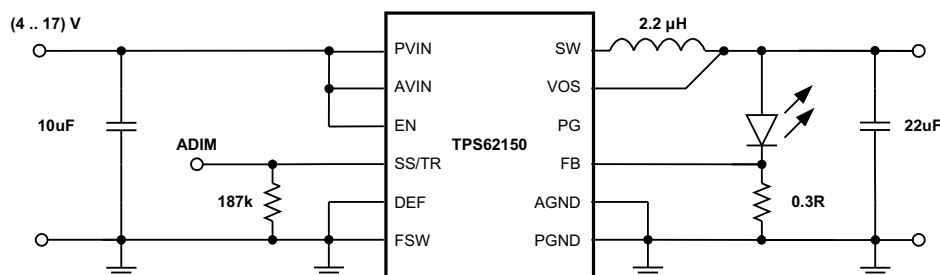 (4 .. 17) V
2.2 µH
PVIN
SW
AVIN
VOS
10uF
EN
PG
22uF
TPS62150
ADIM
SS/TR
FB
187k
DEF
AGND
0.3R
FSW
PGND